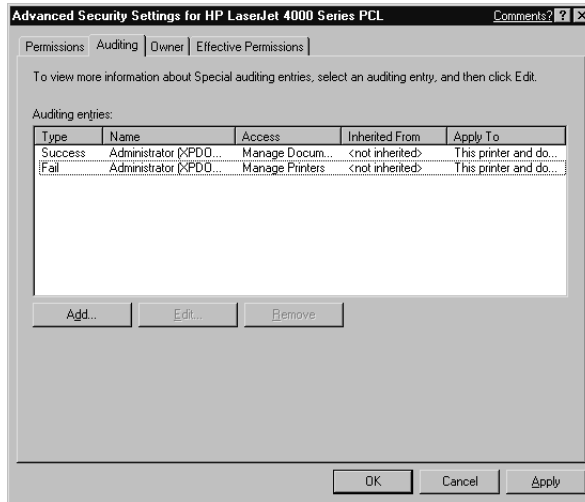 Advanced Security Settings for HP LaserJet 4000 Series PCL Comments? ? X
Permissions Auditing Owner Effective Permissions
To view more information about Special auditing entries, select an auditing entry, and then click Edit.
Auditing entries:
Type Name Access Inherited From Apply To
Success Administrator (XPDO... Manage Docum... <not inherited> This printer and do...
Fail Administrator (XPDO... Manage Printers <not inherited> This printer and do...
Add... Edit... Remove
OK Cancel Apply